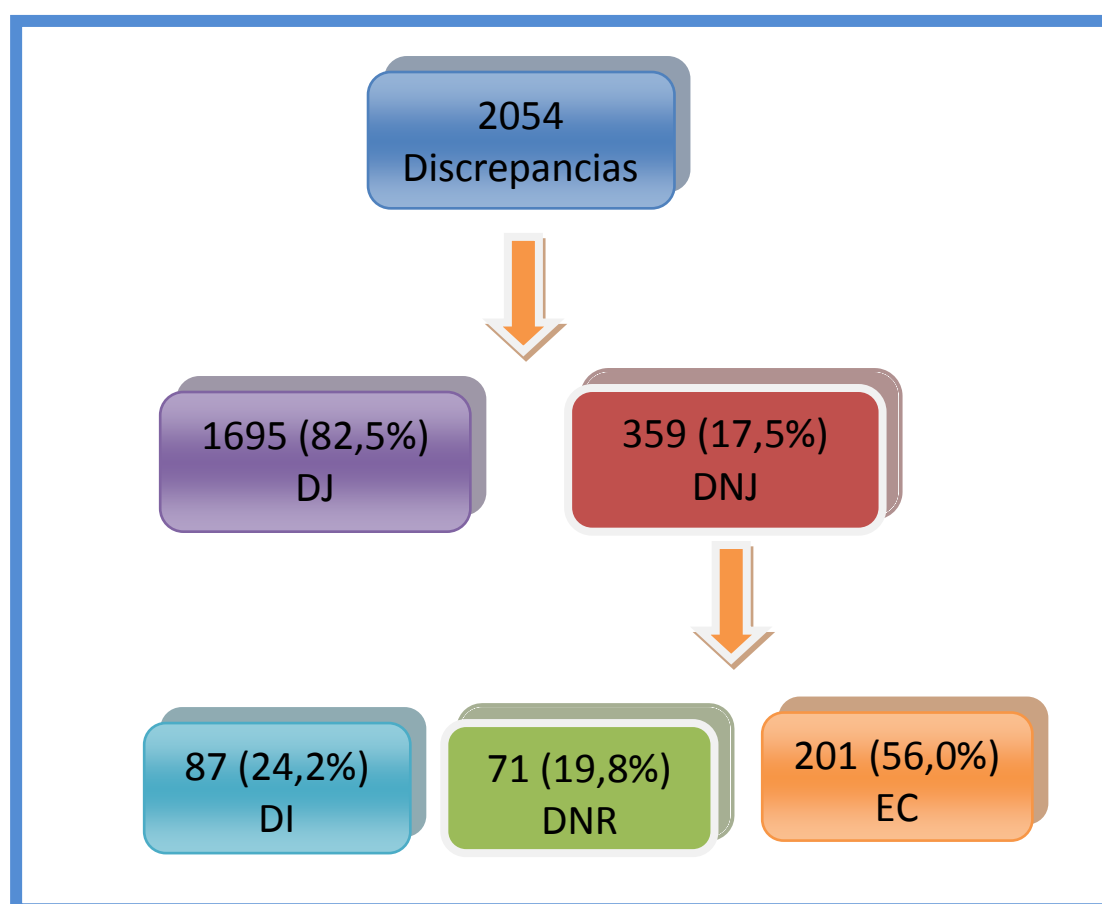 2054
Discrepancias
1695 (82,5%)
DJ
359 (17,5%)
DNJ
87 (24,2%)
DI
71 (19,8%)
DNR
201 (56,0%)
EC